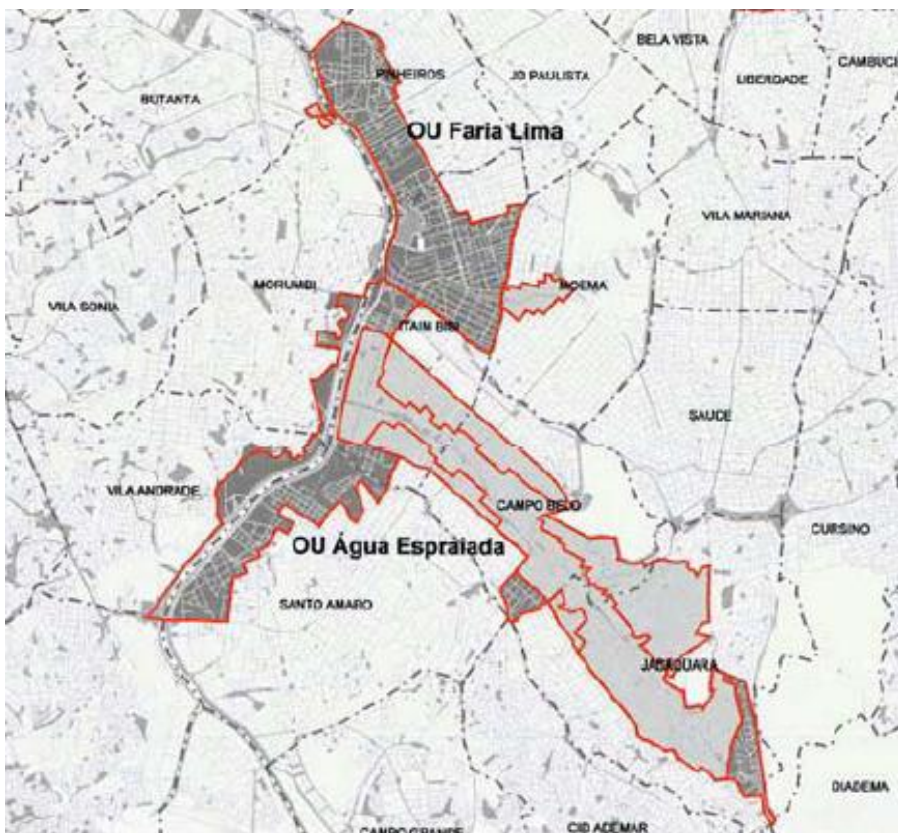 BELA VISTA
CAMBUCI
PINHEIROS
JD PAULISTA
LIBERDADE
BUTANTA
OU Faria Lima
VILA MARIANA
MORUMBI
MOEMA
VILA SONIA
ITAIM BIBI
SAUDE
VILA ANDRADE
CAMPO BELO
CURSINO
OU Água Espraiada
SANTO AMARO
JABAQUARA
DIADEMA
CAMPO GRANDE
CID ADEMAR